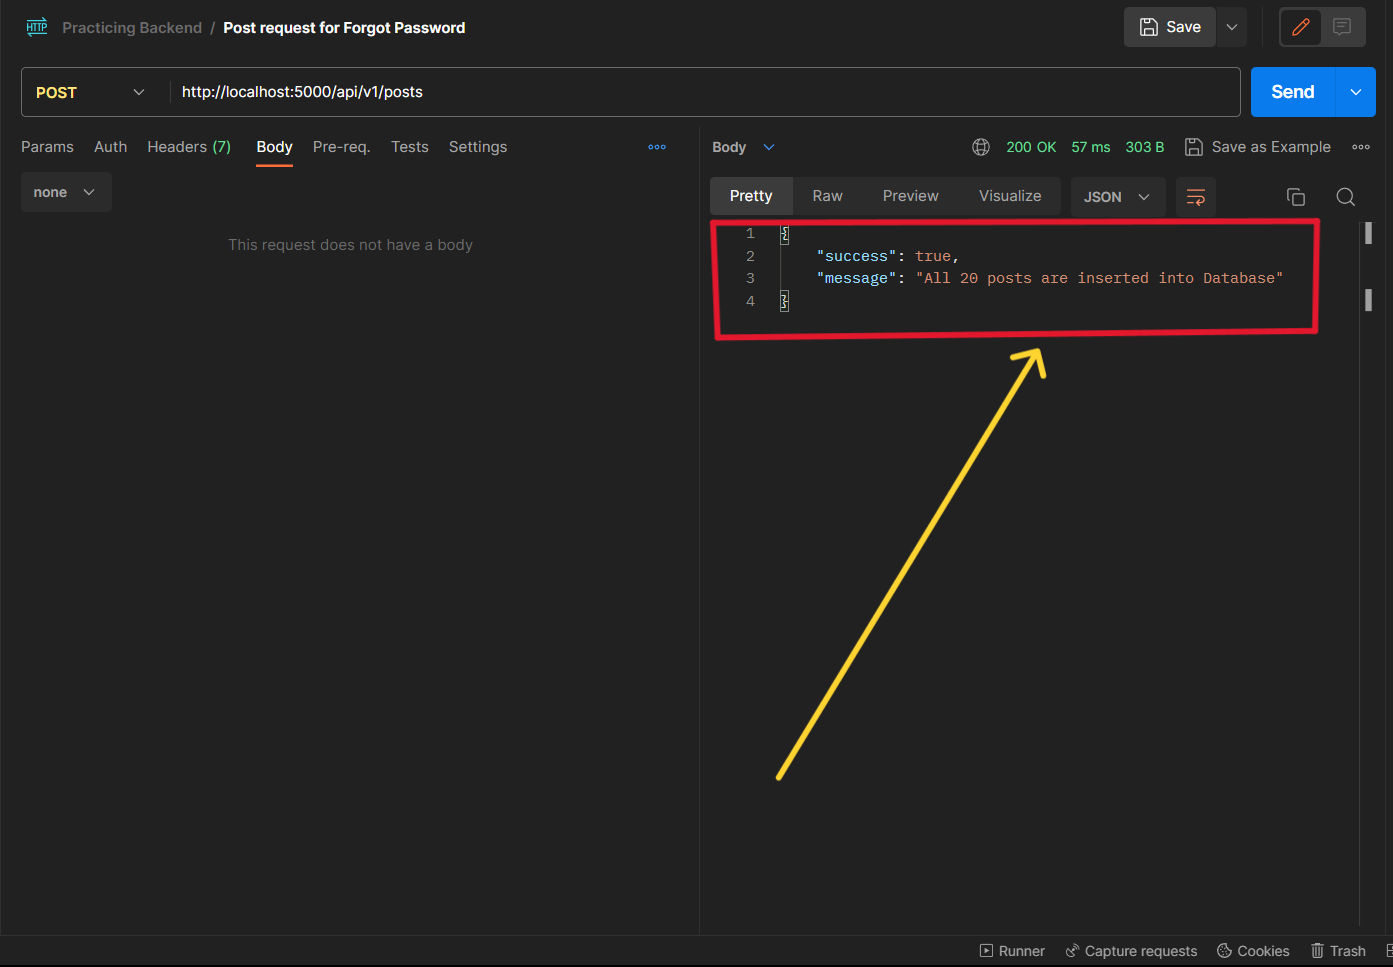 HTTP Practicing Backend / Post request for Forgot Password Save
POST http://localhost:5000/api/v1/posts Send
Params Auth Headers (7) Body Pre-req. Tests Settings
none
This request does not have a body
Body 200 OK 57 ms 303 B Save as Example
Pretty Raw Preview Visualize JSON
1 {
2 "success": true,
3 "message": "All 20 posts are inserted into Database"
4 }
Runner Capture requests Cookies Trash